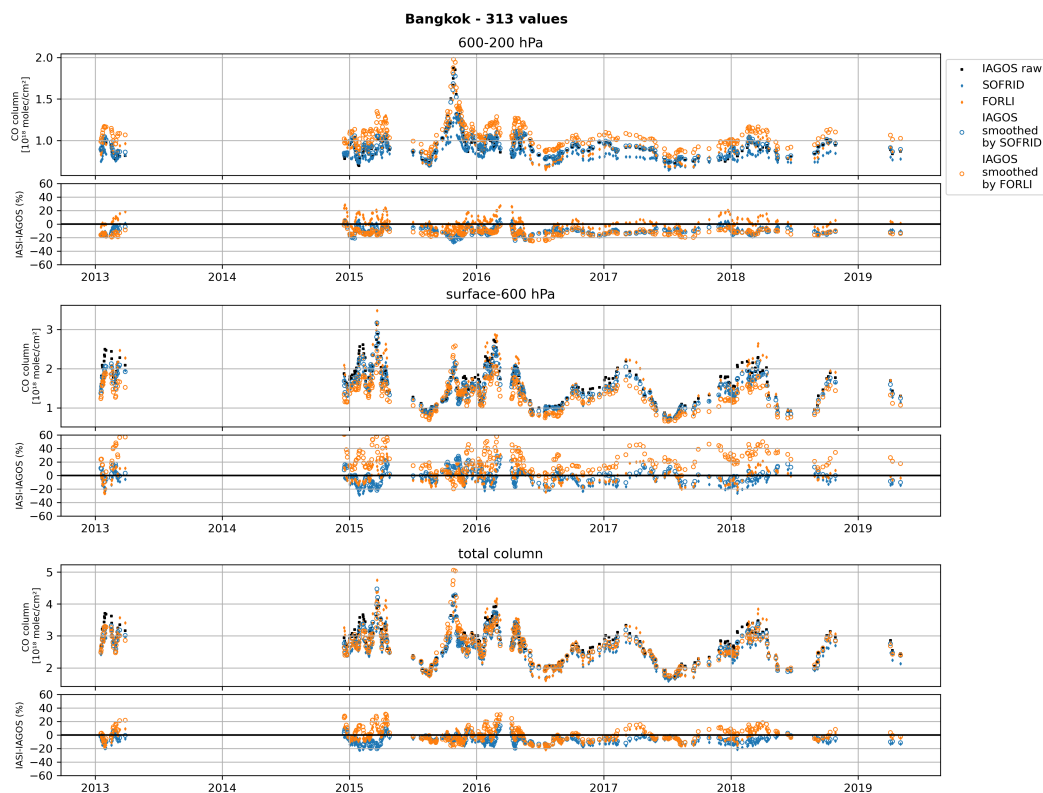 Bangkok - 313 values
600-200 hPa
CO column
[10¹⁸ molec/cm²]
2.0
1.5
1.0
IAGOS raw
SOFRID
FORLI
IAGOS
smoothed
by SOFRID
IAGOS
smoothed
by FORLI
IASI-IAGOS (%)
60
40
20
0
−20
−40
−60
2013 2014 2015 2016 2017 2018 2019
surface-600 hPa
CO column
[10¹⁸ molec/cm²]
3
2
1
IASI-IAGOS (%)
60
40
20
0
−20
−40
−60
2013 2014 2015 2016 2017 2018 2019
total column
CO column
[10¹⁸ molec/cm²]
5
4
3
2
IASI-IAGOS (%)
60
40
20
0
−20
−40
−60
2013 2014 2015 2016 2017 2018 2019